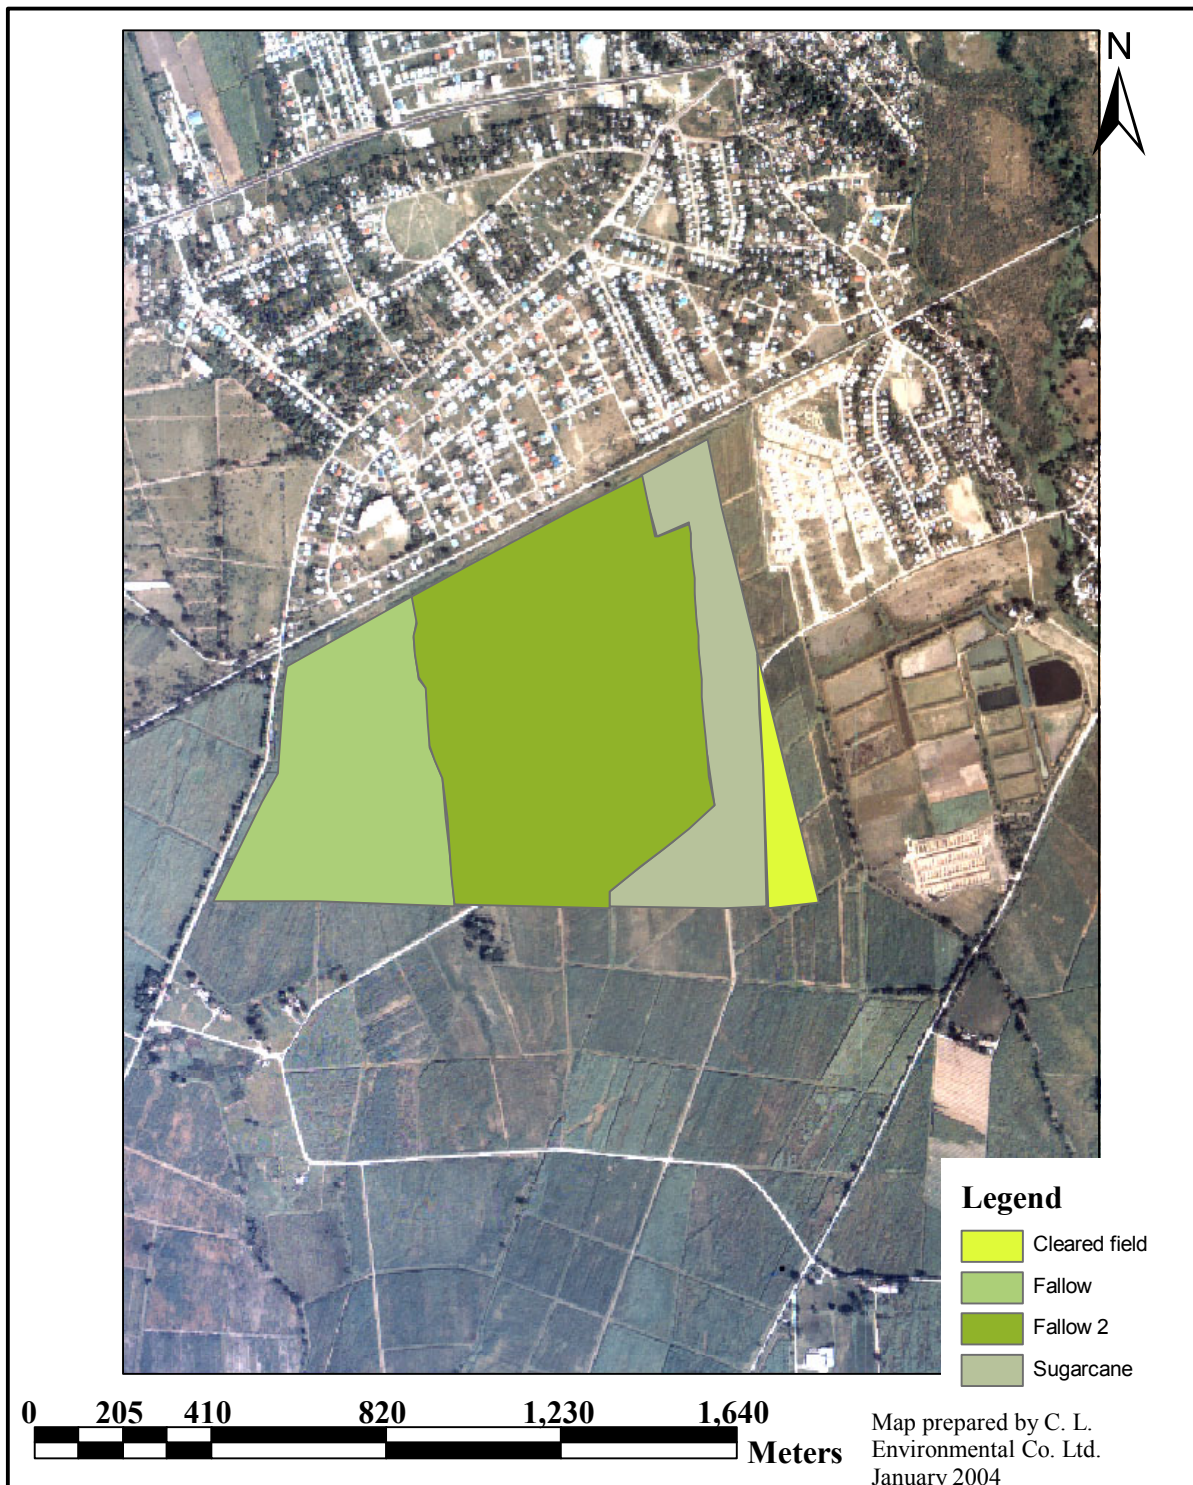 N
Legend
Cleared field
Fallow
Fallow 2
Sugarcane
0 205 410 820 1,230 1,640
Meters
Map prepared by C. L.
Environmental Co. Ltd.
January 2004